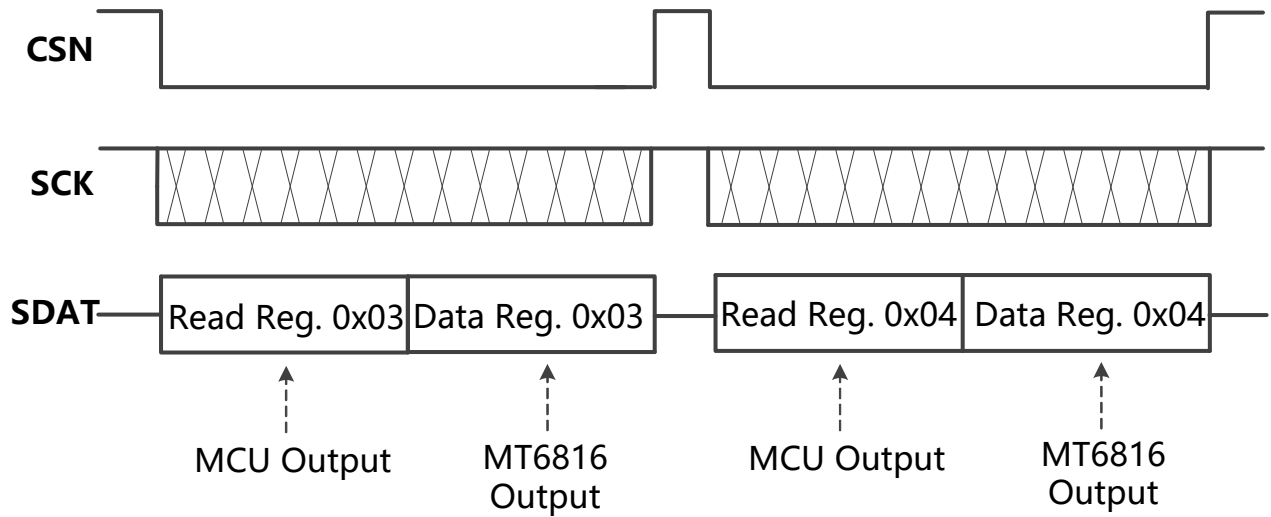 CSN
SCK
SDAT
Read Reg. 0x03
Data Reg. 0x03
Read Reg. 0x04
Data Reg. 0x04
MCU Output
MT6816
Output
MCU Output
MT6816
Output